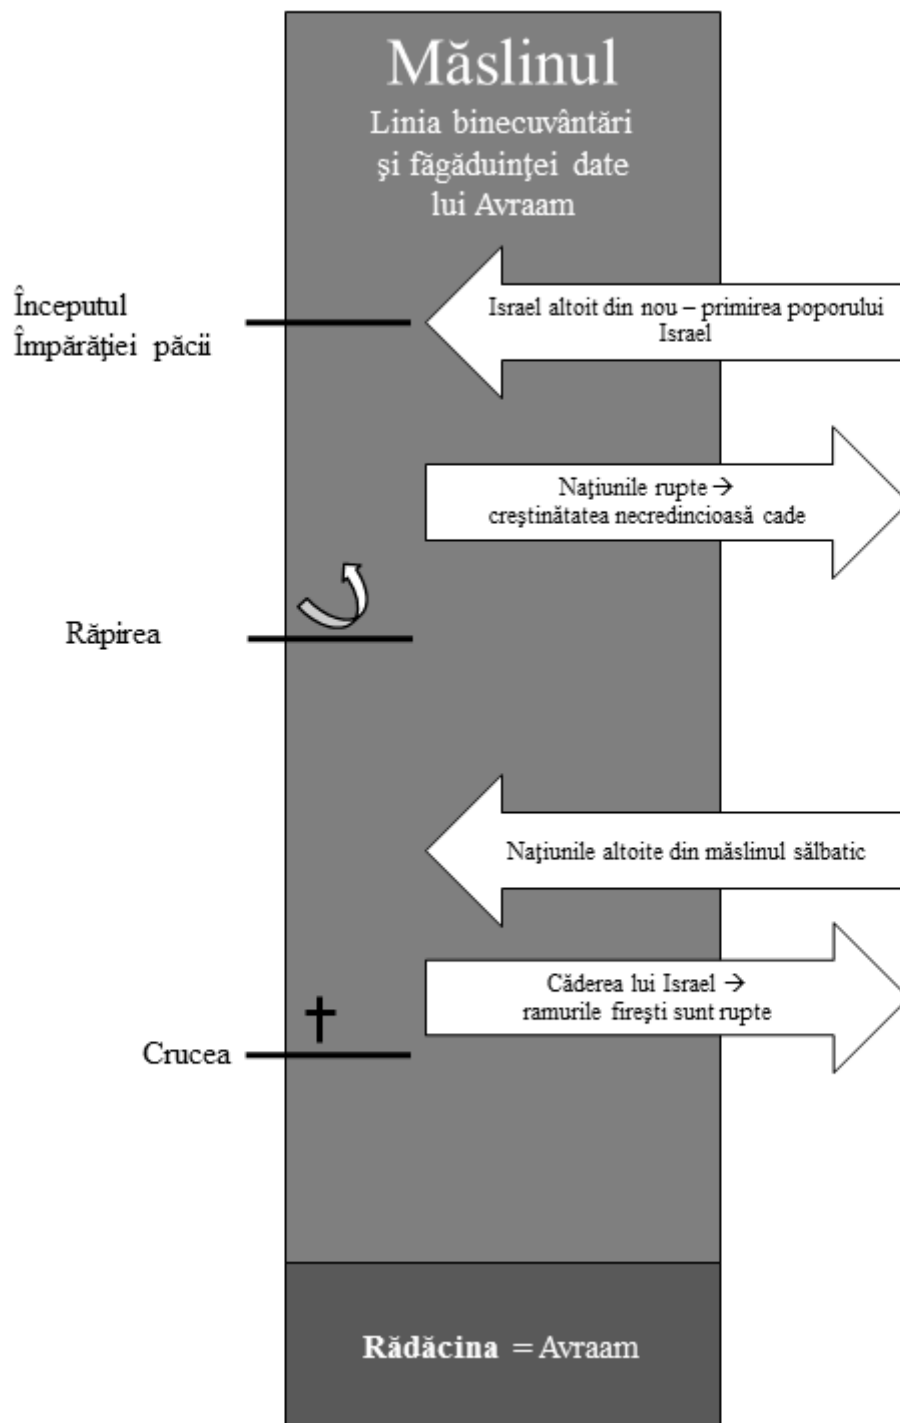 Măslinul
Linia binecuvântări
şi făgăduinţei date
lui Avraam
Începutul
Împărăţiei păcii
Israel altoit din nou – primirea poporului
Israel
Naţiunile rupte →
creştinătatea necredincioasă cade
Răpirea
Naţiunile altoite din măslinul sălbatic
Căderea lui Israel →
ramurile fireşti sunt rupte
Crucea
Rădăcina = Avraam